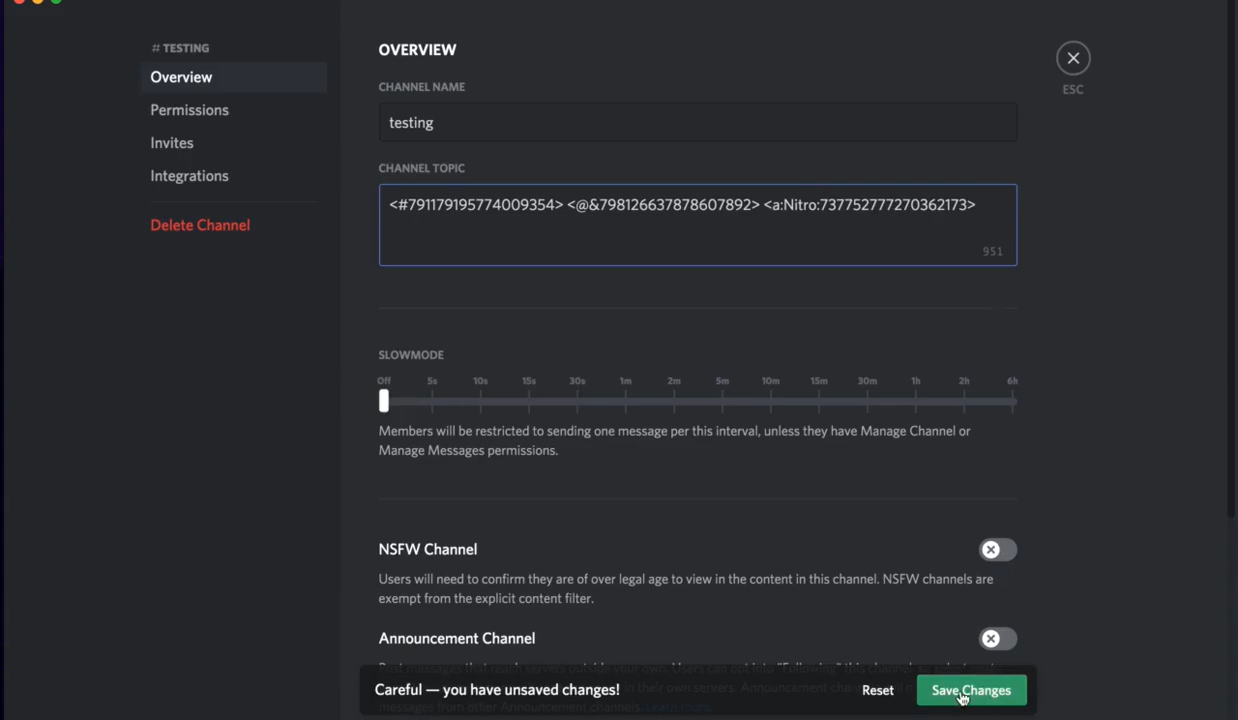 # TESTING
Overview
Permissions
Invites
Integrations
Delete Channel
OVERVIEW
CHANNEL NAME
testing
CHANNEL TOPIC
<#791179195774009354> <@&798126637878607892> <a:Nitro:737752777270362173>
951
SLOWMODE
Off 5s 10s 15s 30s 1m 2m 5m 10m 15m 30m 1h 2h 6h
Members will be restricted to sending one message per this interval, unless they have Manage Channel or
Manage Messages permissions.
NSFW Channel
Users will need to confirm they are of over legal age to view in the content in this channel. NSFW channels are
exempt from the explicit content filter.
Announcement Channel
Careful — you have unsaved changes!
Reset
Save Changes
messages from other Announcement channels. Learn more.
ESC